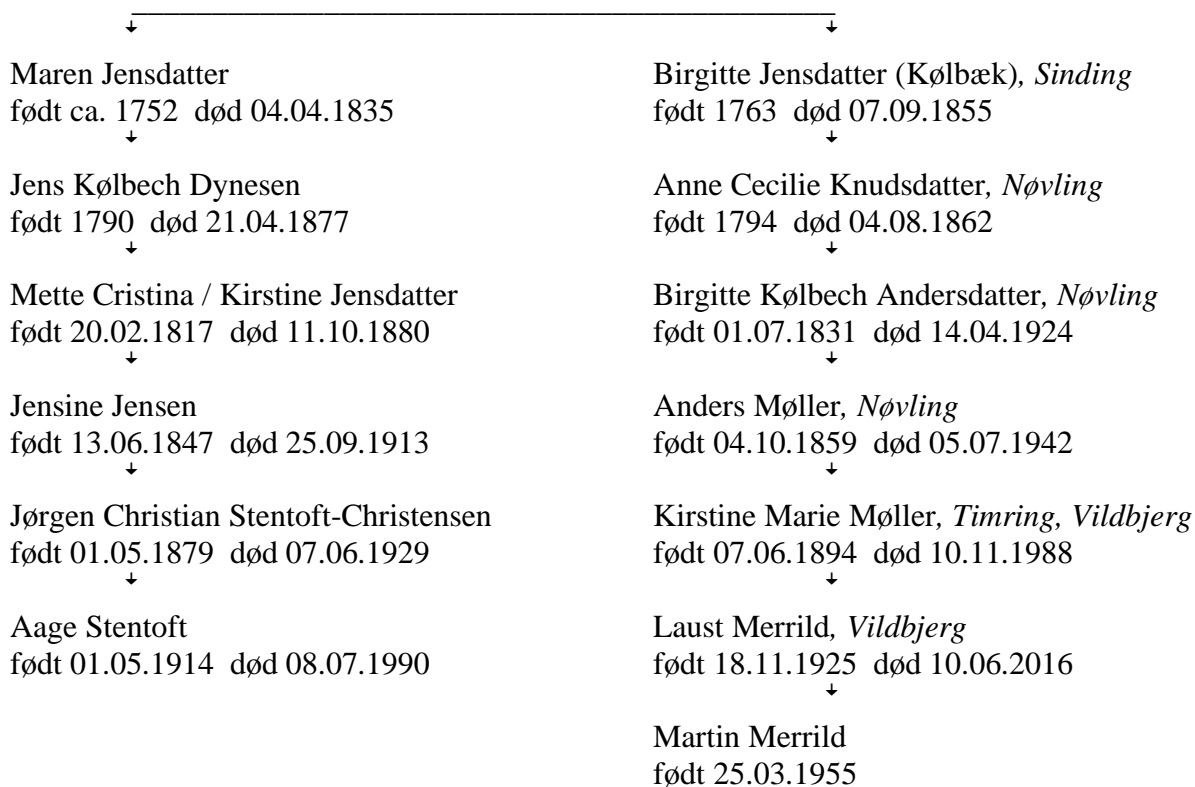 Maren Jensdatter
født ca. 1752 død 04.04.1835
Jens Kølbech Dynesen
født 1790 død 21.04.1877
Mette Cristina / Kirstine Jensdatter
født 20.02.1817 død 11.10.1880
Jensine Jensen
født 13.06.1847 død 25.09.1913
Jørgen Christian Stentoft-Christensen
født 01.05.1879 død 07.06.1929
Aage Stentoft
født 01.05.1914 død 08.07.1990
Birgitte Jensdatter (Kølbæk), Sinding
født 1763 død 07.09.1855
Anne Cecilie Knudsdatter, Nøvling
født 1794 død 04.08.1862
Birgitte Kølbech Andersdatter, Nøvling
født 01.07.1831 død 14.04.1924
Anders Møller, Nøvling
født 04.10.1859 død 05.07.1942
Kirstine Marie Møller, Timring, Vildbjerg
født 07.06.1894 død 10.11.1988
Laust Merrild, Vildbjerg
født 18.11.1925 død 10.06.2016
Martin Merrild
født 25.03.1955